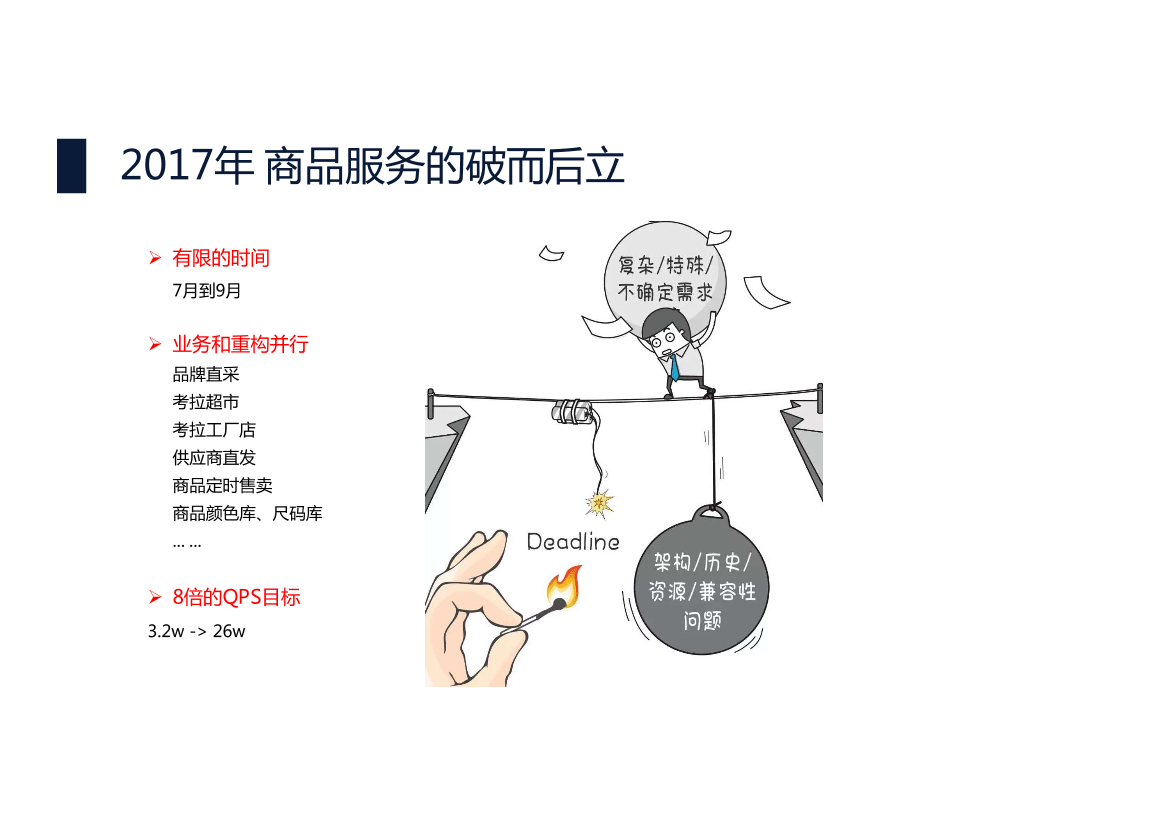 2017年 商品服务的破而后立
有限的时间
7月到9月
业务和重构并行
品牌直采
考拉超市
考拉工厂店
供应商直发
商品定时售卖
商品颜色库、尺码库
... ...
8倍的QPS目标
3.2w -> 26w
复杂/特殊/
不确定需求
Deadline
架构/历史/
资源/兼容性
问题